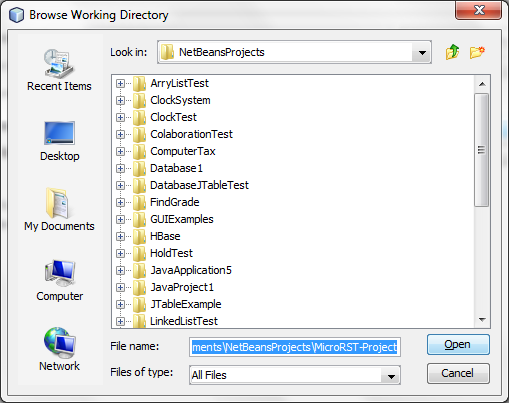 Browse Working Directory
Look in:
NetBeansProjects
Recent Items
Desktop
My Documents
Computer
Network
ArryListTest
ClockSystem
ClockTest
ColaborationTest
ComputerTax
Database1
DatabaseJTableTest
FindGrade
GUIExamples
HBase
HoldTest
JavaApplication5
JavaProject1
JTableExample
LinkedListTest
File name:
ments\NetBeansProjects\MicroRST-Project
Open
Files of type:
All Files
Cancel